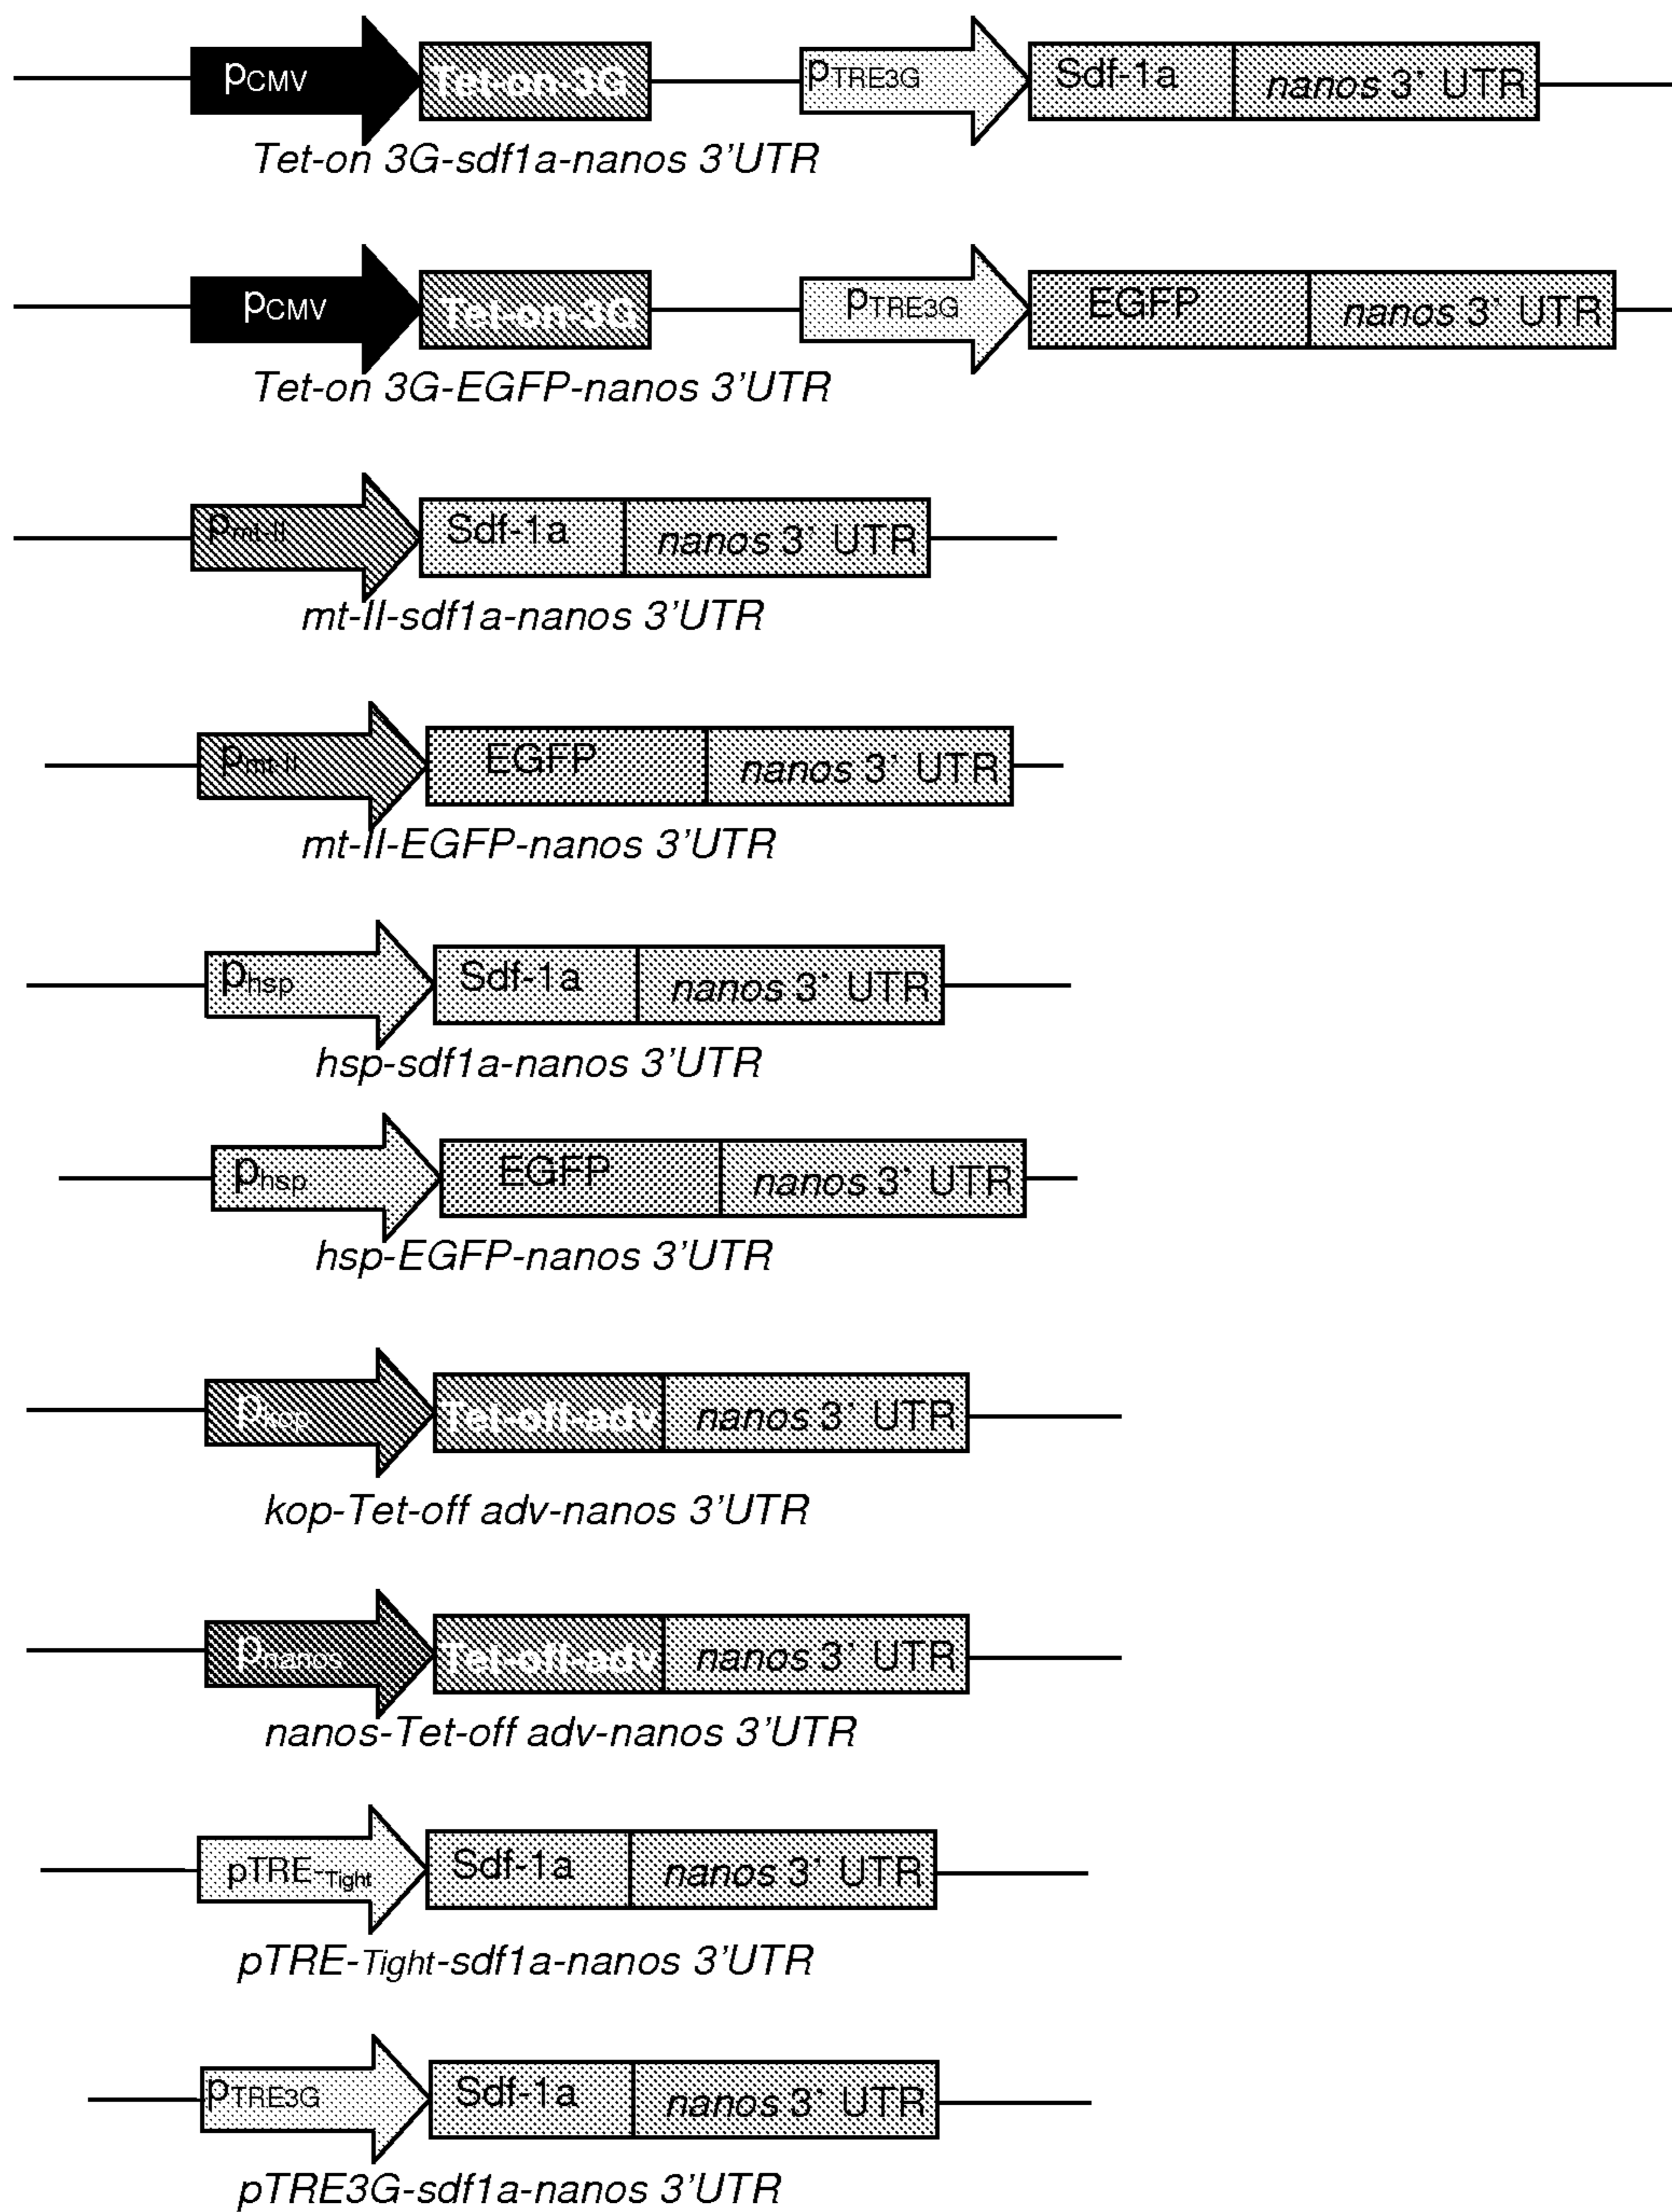 pCMV Tet-on-3G pTRE3G Sdf-1a nanos 3' UTR
Tet-on 3G-sdf1a-nanos 3'UTR
pCMV Tet-on-3G pTRE3G EGFP nanos 3' UTR
Tet-on 3G-EGFP-nanos 3'UTR
pmt-II Sdf-1a nanos 3' UTR
mt-II-sdf1a-nanos 3'UTR
pmt-II EGFP nanos 3' UTR
mt-II-EGFP-nanos 3'UTR
phsp Sdf-1a nanos 3' UTR
hsp-sdf1a-nanos 3'UTR
phsp EGFP nanos 3' UTR
hsp-EGFP-nanos 3'UTR
pkop Tet-off-adv nanos 3' UTR
kop-Tet-off adv-nanos 3'UTR
pnanos Tet-off-adv nanos 3' UTR
nanos-Tet-off adv-nanos 3'UTR
pTRE-Tight Sdf-1a nanos 3' UTR
pTRE-Tight-sdf1a-nanos 3'UTR
pTRE3G Sdf-1a nanos 3' UTR
pTRE3G-sdf1a-nanos 3'UTR